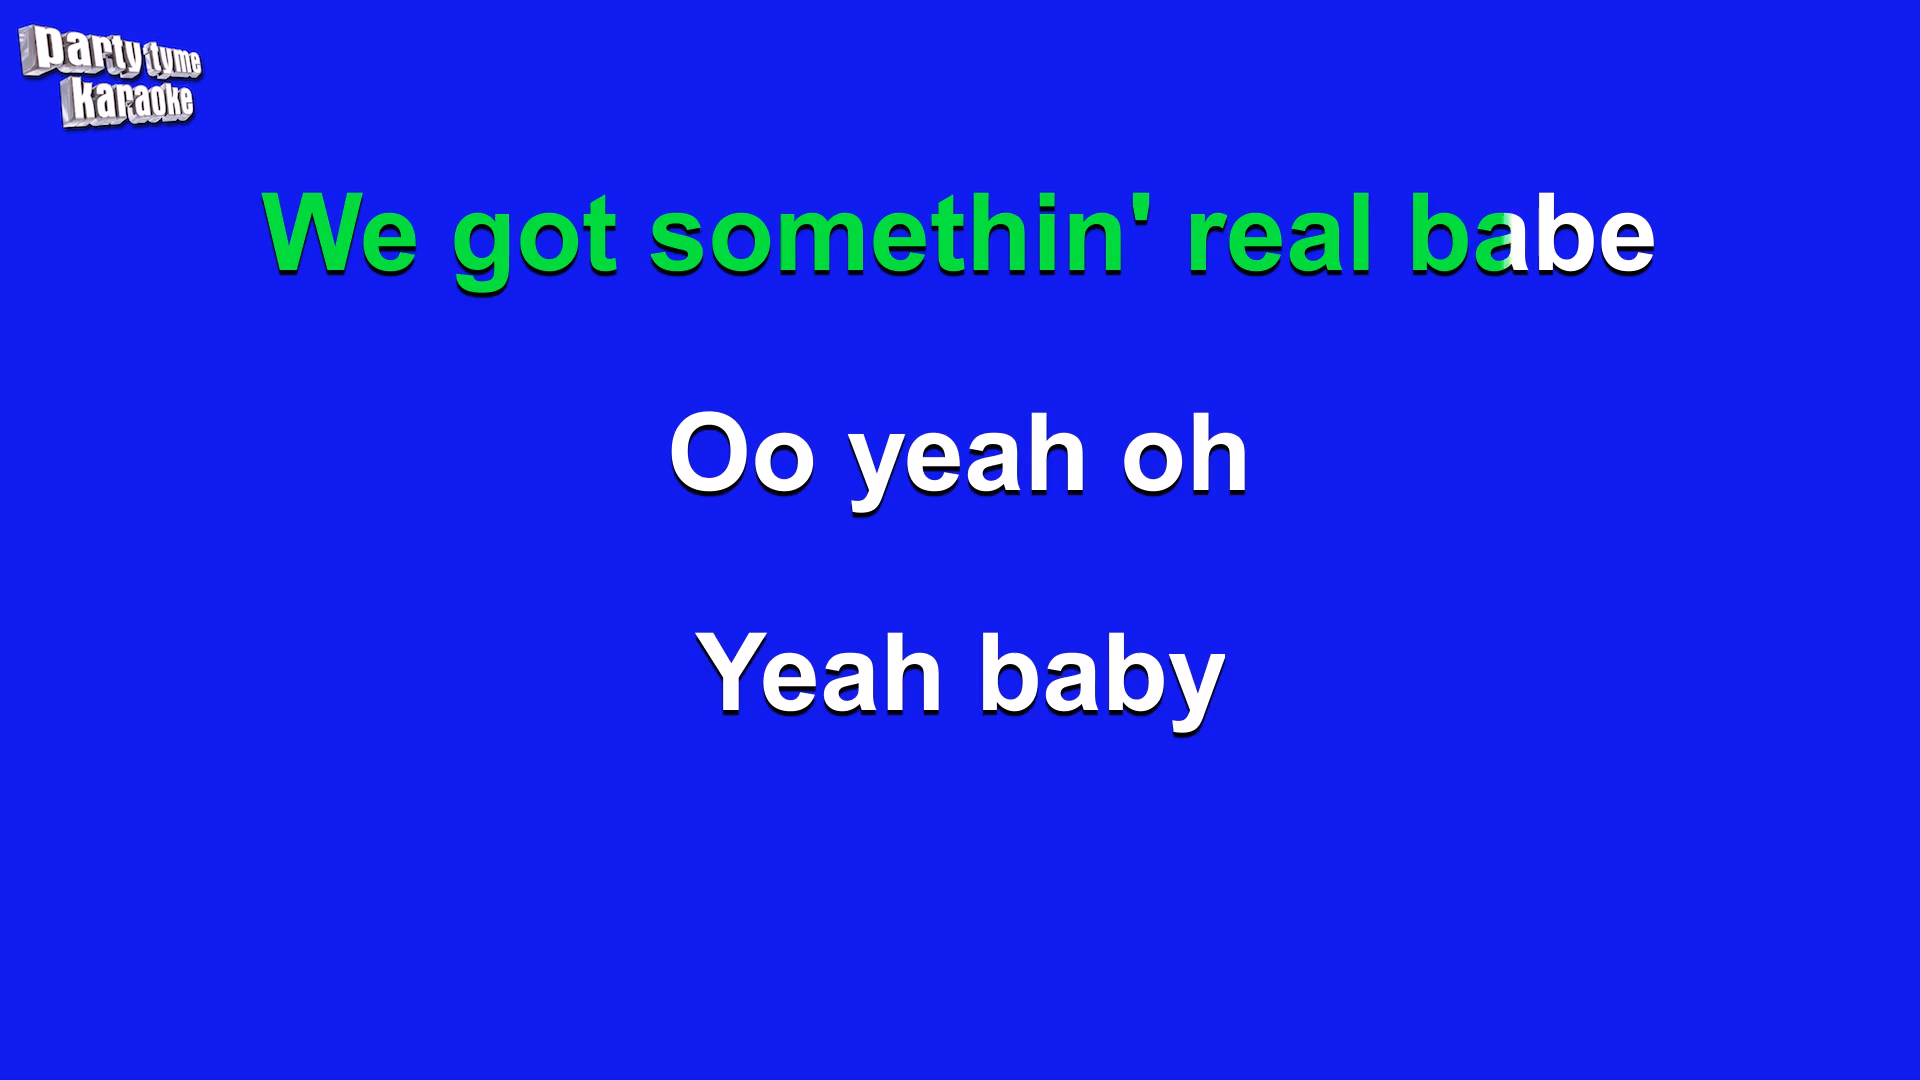 party tyme
karaoke
We got somethin' real babe
Oo yeah oh
Yeah baby